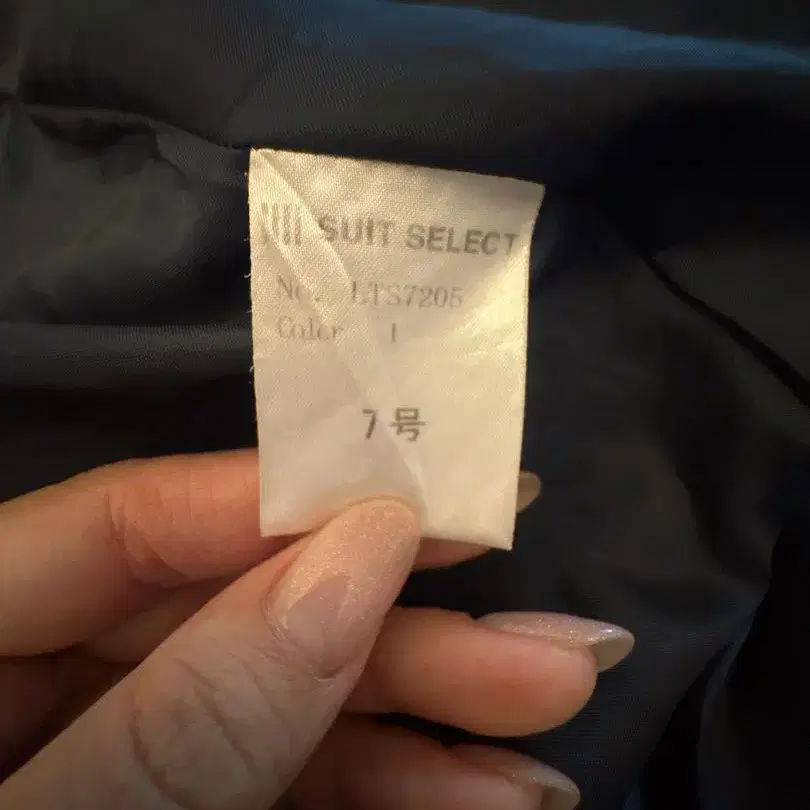 SUIT SELECT
No. LTS7205
Color 1
7号